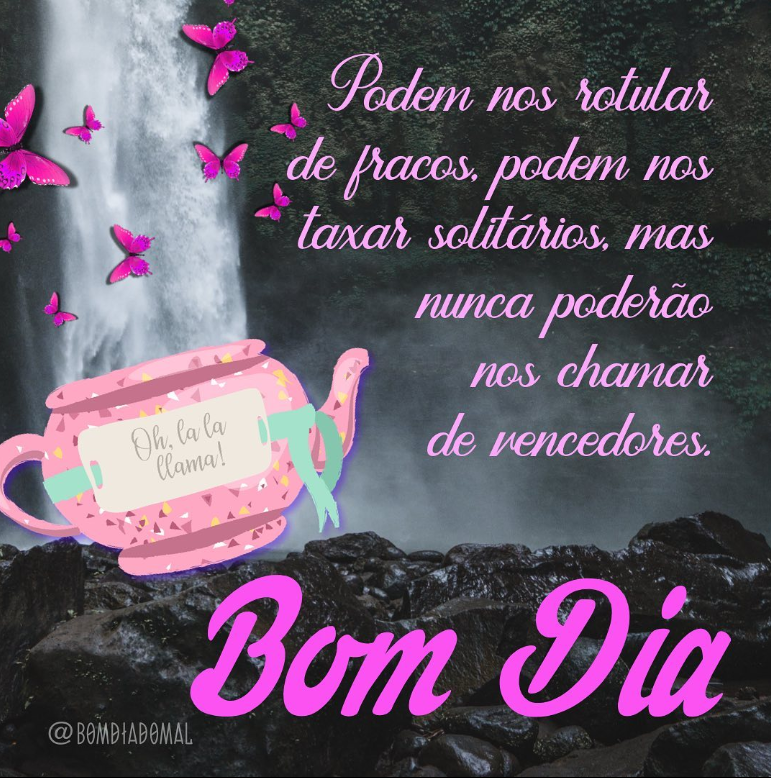 Podem nos rotular
de fracos, podem nos
taxar solitários, mas
nunca poderão
nos chamar
de vencedores.
Oh, la la
llama!
Bom Dia
@BOMDIADOMAL